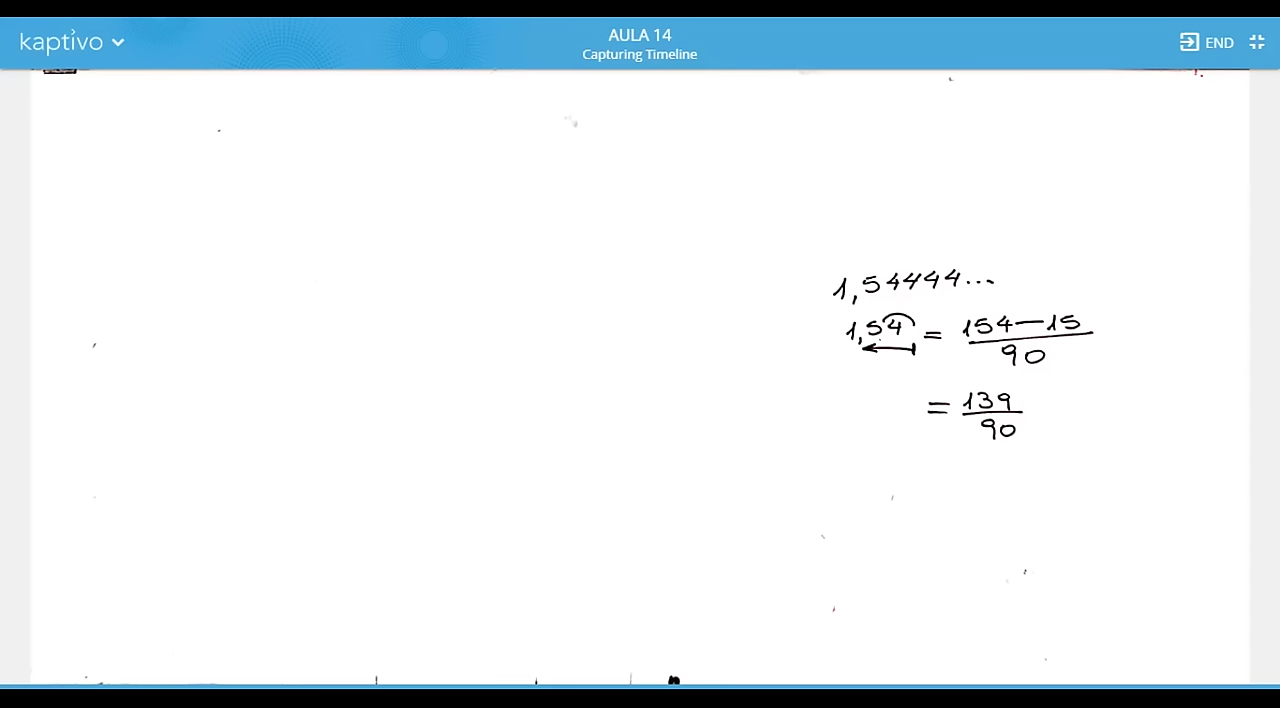 kaptivo
AULA 14
Capturing Timeline
END
1,54444...
1,54 = 154-15
90
= 139
90